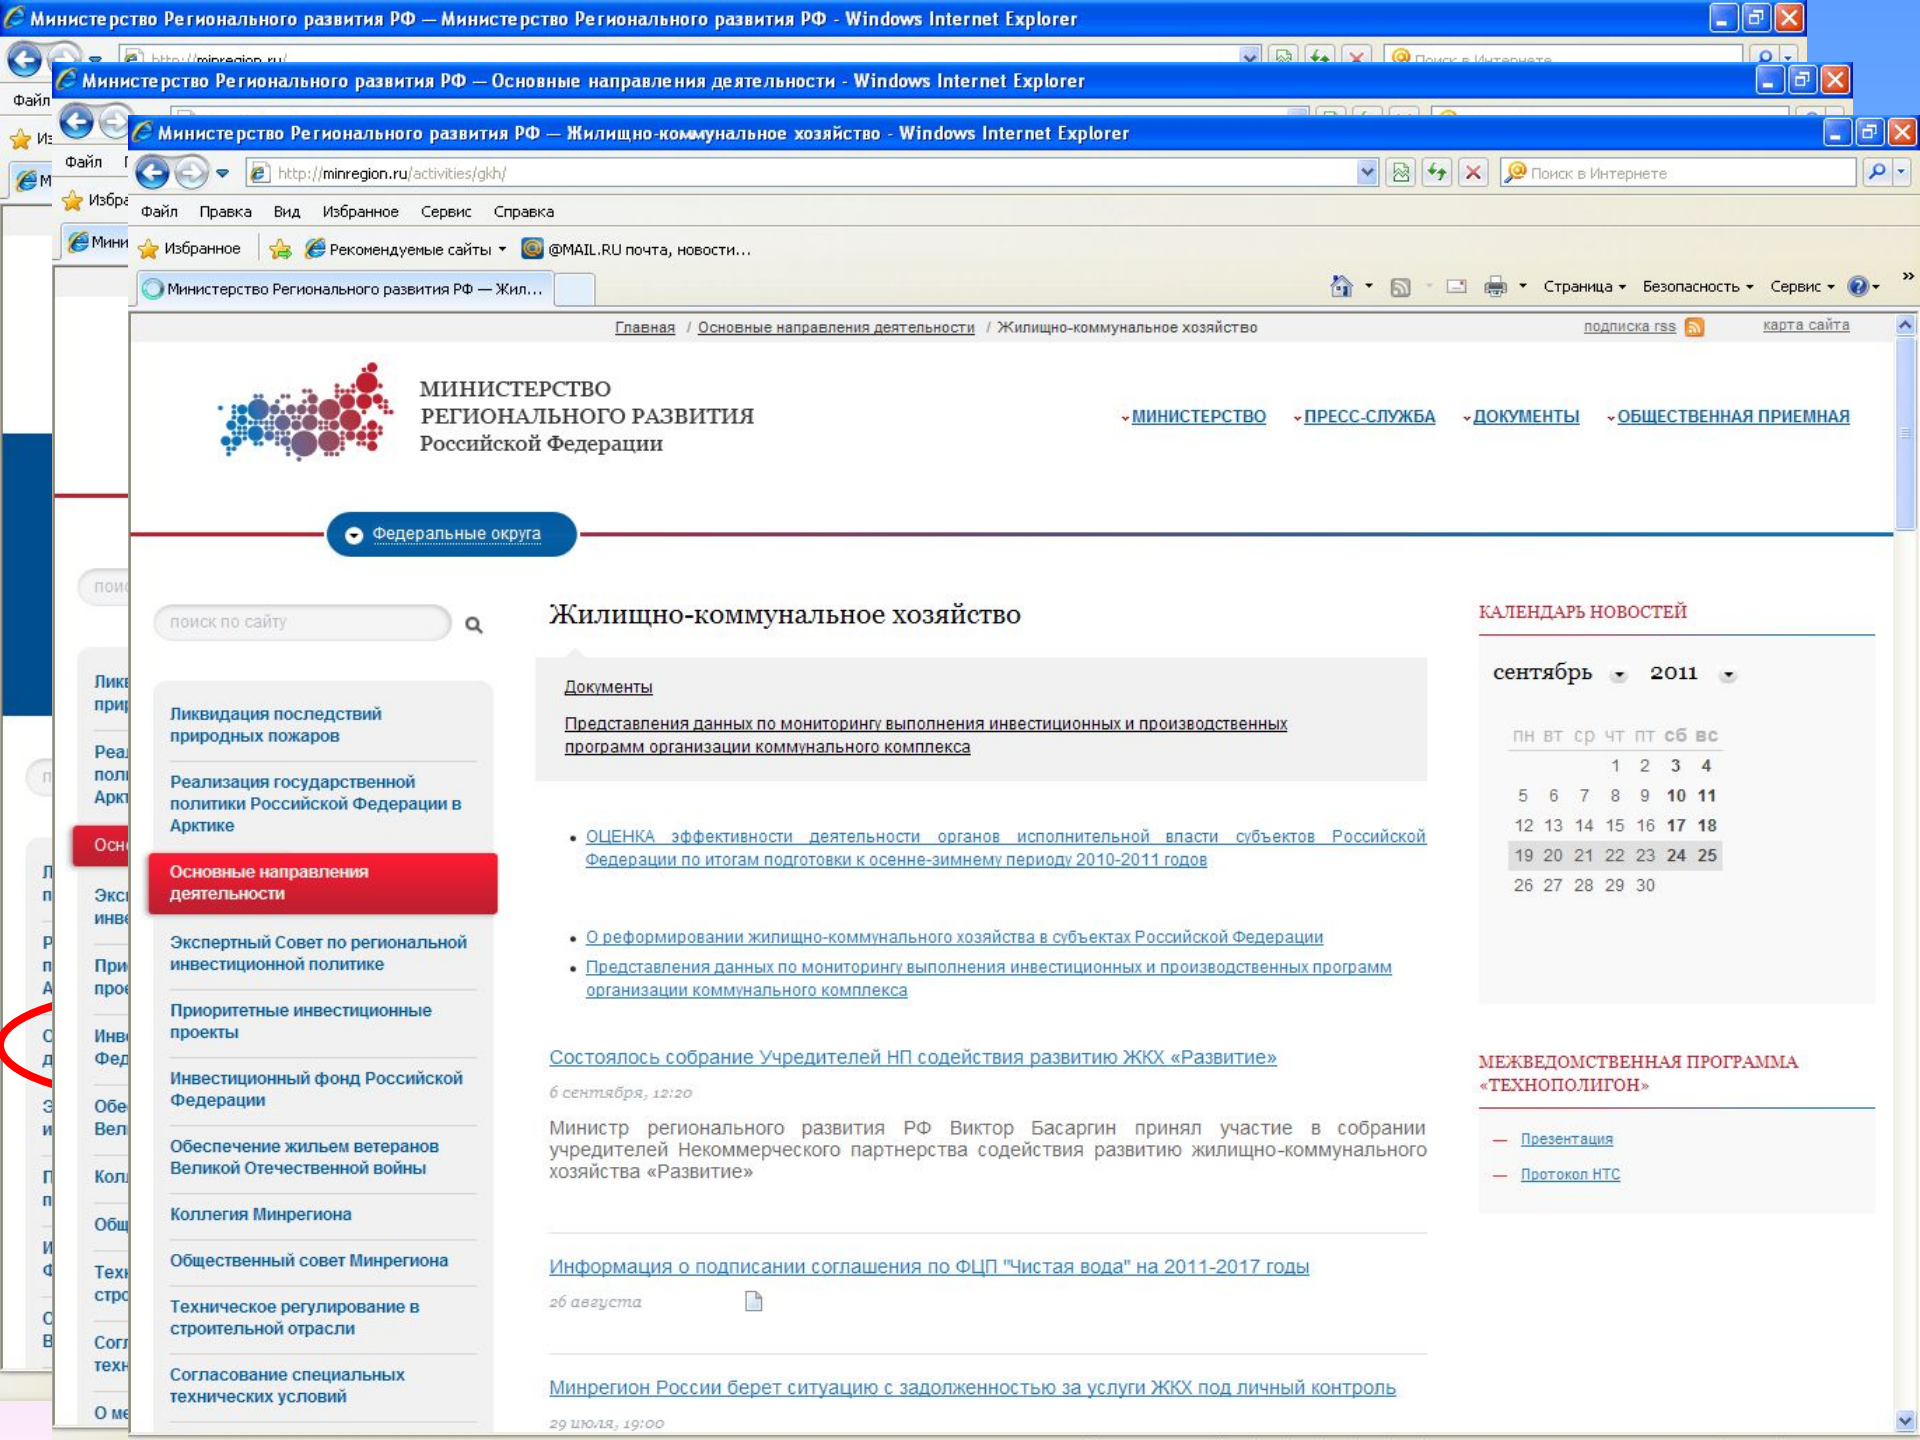 Министерство Регионального развития РФ — Министерство Регионального развития РФ - Windows Internet Explorer
Файл
Министерство Регионального развития РФ — Основные направления деятельности - Windows Internet Explorer
Файл
Министерство Регионального развития РФ — Жилищно-коммунальное хозяйство - Windows Internet Explorer
http://minregion.ru/activities/gkh/
Поиск в Интернете
Файл Правка Вид Избранное Сервис Справка
Избранное Рекомендуемые сайты @MAIL.RU почта, новости...
Министерство Регионального развития РФ — Жил...
Страница Безопасность Сервис
Главная / Основные направления деятельности / Жилищно-коммунальное хозяйство
подписка rss карта сайта
МИНИСТЕРСТВО
РЕГИОНАЛЬНОГО РАЗВИТИЯ
Российской Федерации
МИНИСТЕРСТВО ПРЕСС-СЛУЖБА ДОКУМЕНТЫ ОБЩЕСТВЕННАЯ ПРИЕМНАЯ
Федеральные округа
поиск по сайту
Ликвидация последствий
природных пожаров
Реализация государственной
политики Российской Федерации в
Арктике
Основные направления
деятельности
Экспертный Совет по региональной
инвестиционной политике
Приоритетные инвестиционные
проекты
Инвестиционный фонд Российской
Федерации
Обеспечение жильем ветеранов
Великой Отечественной войны
Коллегия Минрегиона
Общественный совет Минрегиона
Техническое регулирование в
строительной отрасли
Согласование специальных
технических условий
Жилищно-коммунальное хозяйство
Документы
Представления данных по мониторингу выполнения инвестиционных и производственных
программ организации коммунального комплекса
ОЦЕНКА эффективности деятельности органов исполнительной власти субъектов Российской
Федерации по итогам подготовки к осенне-зимнему периоду 2010-2011 годов
О реформировании жилищно-коммунального хозяйства в субъектах Российской Федерации
Представления данных по мониторингу выполнения инвестиционных и производственных программ
организации коммунального комплекса
Состоялось собрание Учредителей НП содействия развитию ЖКХ «Развитие»
6 сентября, 12:20
Министр регионального развития РФ Виктор Басаргин принял участие в собрании
учредителей Некоммерческого партнерства содействия развитию жилищно-коммунального
хозяйства «Развитие»
Информация о подписании соглашения по ФЦП "Чистая вода" на 2011-2017 годы
26 августа
Минрегион России берет ситуацию с задолженностью за услуги ЖКХ под личный контроль
29 июля, 19:00
КАЛЕНДАРЬ НОВОСТЕЙ
сентябрь 2011
пн вт ср чт пт сб вс
1 2 3 4
5 6 7 8 9 10 11
12 13 14 15 16 17 18
19 20 21 22 23 24 25
26 27 28 29 30
МЕЖВЕДОМСТВЕННАЯ ПРОГРАММА
«ТЕХНОПОЛИГОН»
— Презентация
— Протокол НТС